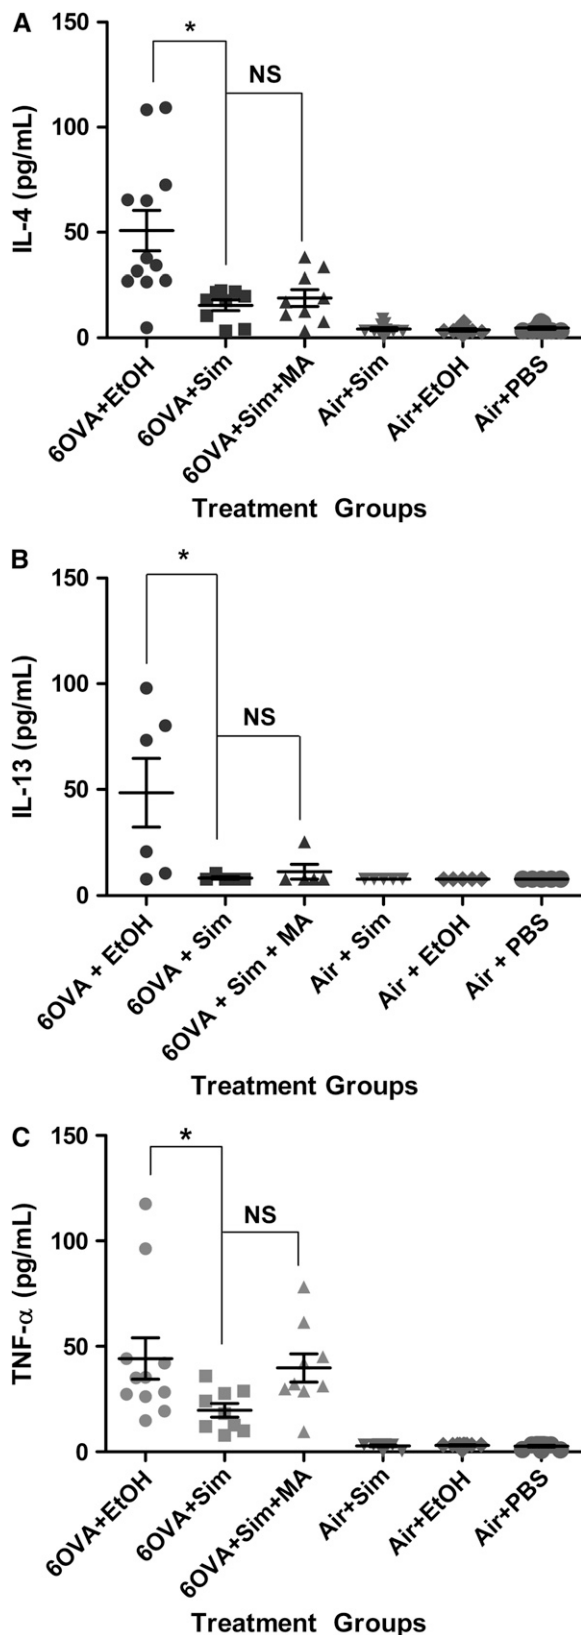 A
150
*
NS
100
50
0
IL-4 (pg/mL)
6OVA+EtOH
6OVA+Sim
6OVA+Sim+MA
Air+Sim
Air+EtOH
Air+PBS
Treatment Groups
B
150
*
NS
100
50
0
IL-13 (pg/mL)
6OVA + EtOH
6OVA + Sim
6OVA + Sim + MA
Air + Sim
Air + EtOH
Air + PBS
Treatment Groups
C
150
*
NS
100
50
0
TNF-α (pg/mL)
6OVA+EtOH
6OVA+Sim
6OVA+Sim+MA
Air+Sim
Air+EtOH
Air+PBS
Treatment Groups